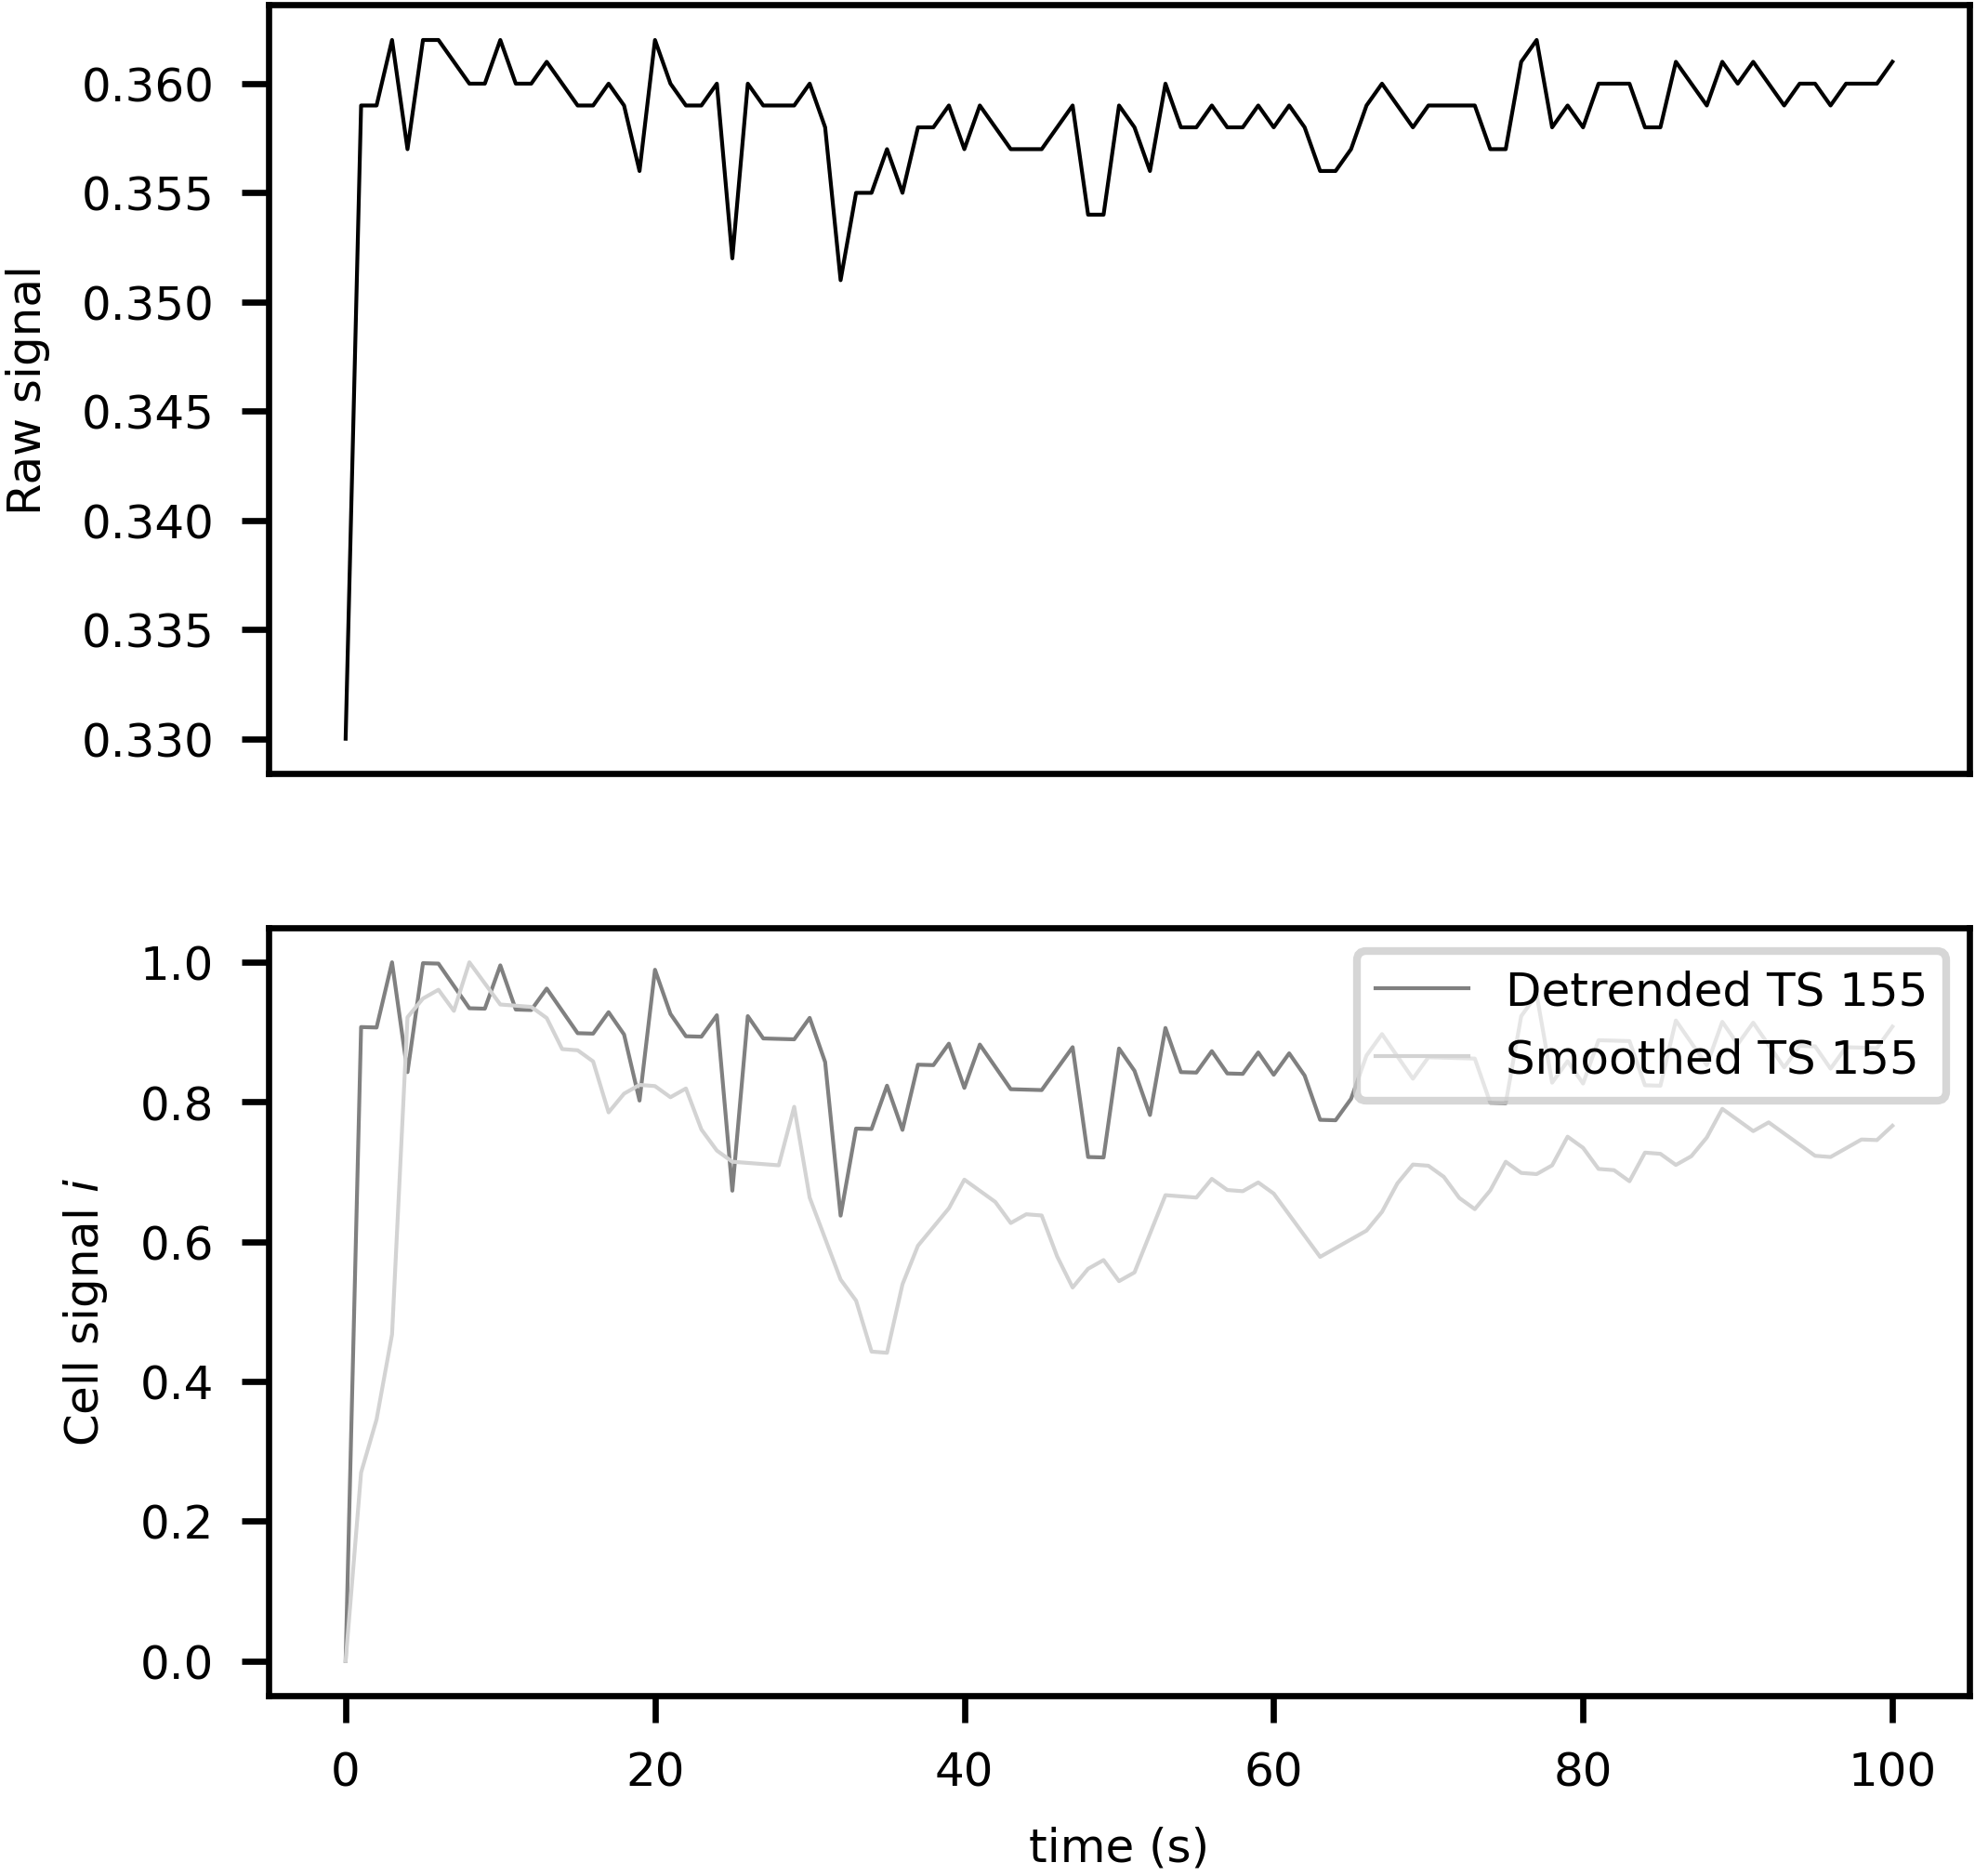 Raw signal
0.360
0.355
0.350
0.345
0.340
0.335
0.330
Cell signal i
1.0
0.8
0.6
0.4
0.2
0.0
Detrended TS 155
Smoothed TS 155
0 20 40 60 80 100
time (s)